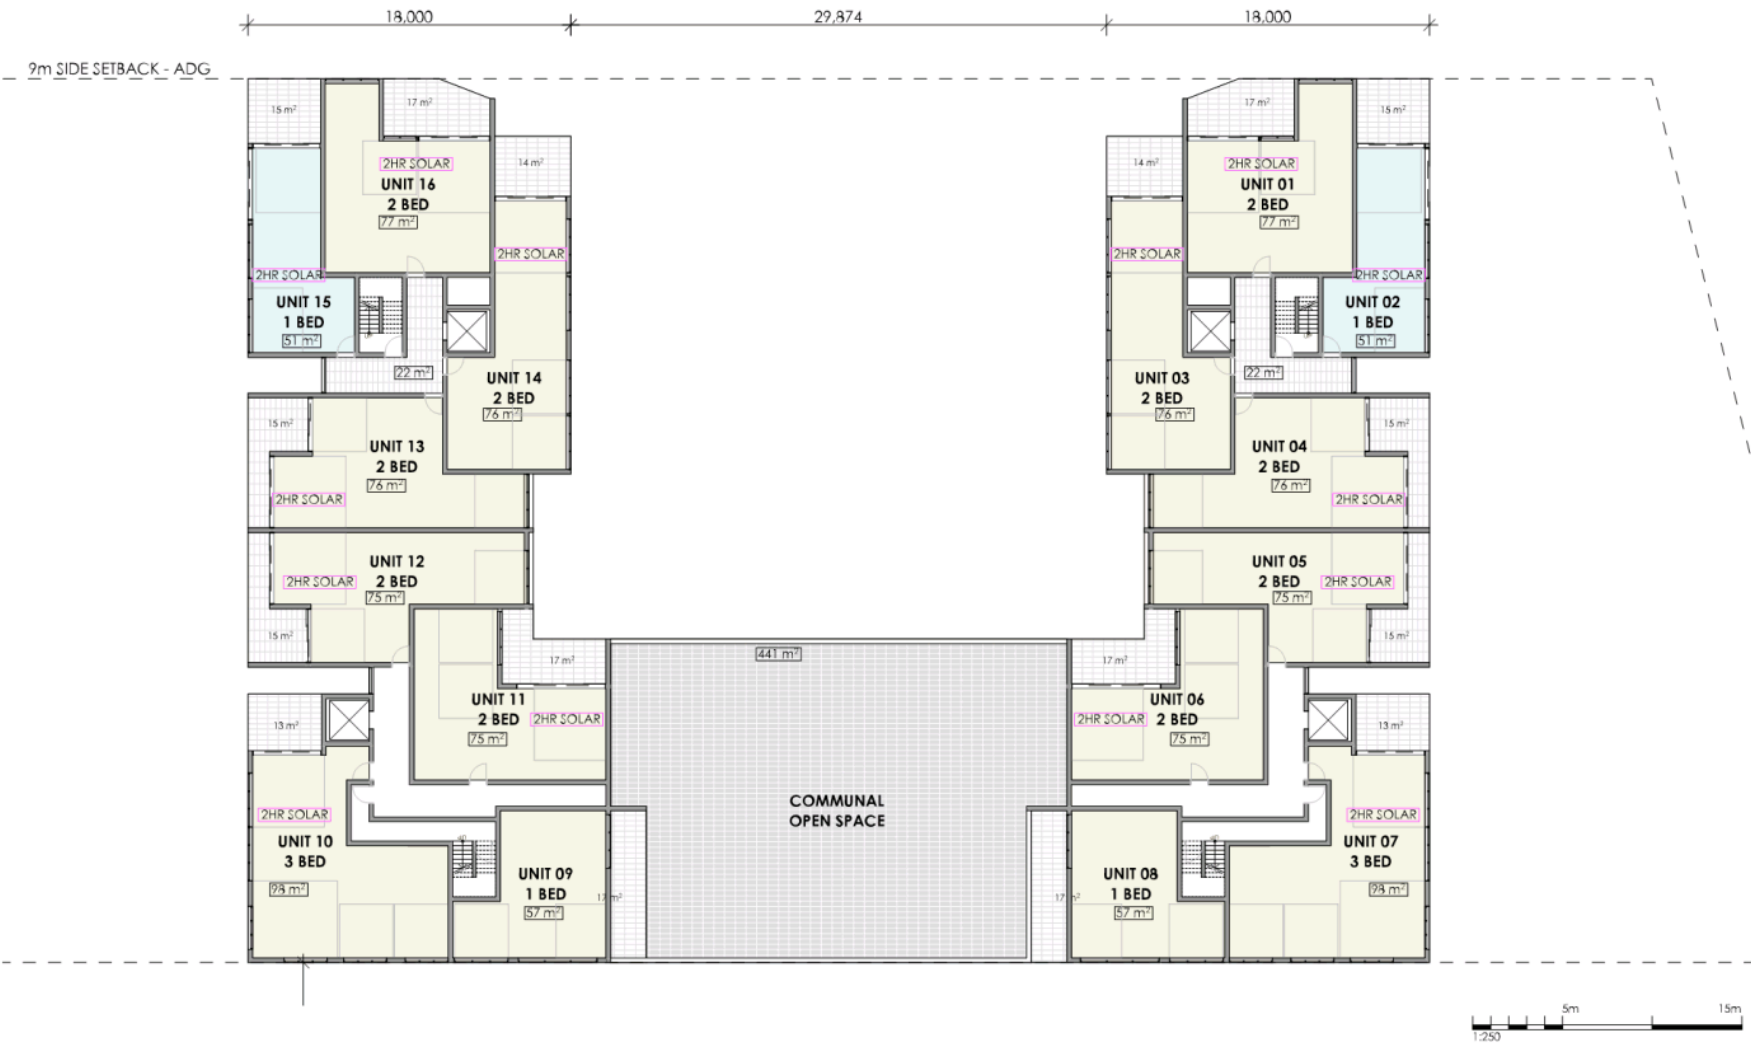 18,000
29,874
18,000
9m SIDE SETBACK - ADG
15 m²
17 m²
17 m²
15 m²
2HR SOLAR
UNIT 16
2 BED
77 m²
14 m²
14 m²
2HR SOLAR
UNIT 01
2 BED
77 m²
2HR SOLAR
2HR SOLAR
2HR SOLAR
UNIT 15
1 BED
51 m²
2HR SOLAR
UNIT 02
1 BED
51 m²
22 m²
UNIT 14
2 BED
76 m²
UNIT 03
2 BED
76 m²
22 m²
15 m²
UNIT 13
2 BED
76 m²
2HR SOLAR
UNIT 04
2 BED
76 m²
15 m²
2HR SOLAR
UNIT 12
2 BED
75 m²
2HR SOLAR
15 m²
UNIT 05
2 BED
75 m²
2HR SOLAR
15 m²
17 m²
441 m²
17 m²
UNIT 11
2 BED
75 m²
2HR SOLAR
UNIT 06
2 BED
75 m²
2HR SOLAR
13 m²
13 m²
2HR SOLAR
UNIT 10
3 BED
98 m²
COMMUNAL
OPEN SPACE
2HR SOLAR
UNIT 07
3 BED
98 m²
UNIT 09
1 BED
57 m²
17 m²
17 m²
UNIT 08
1 BED
57 m²
5m
15m
1:250